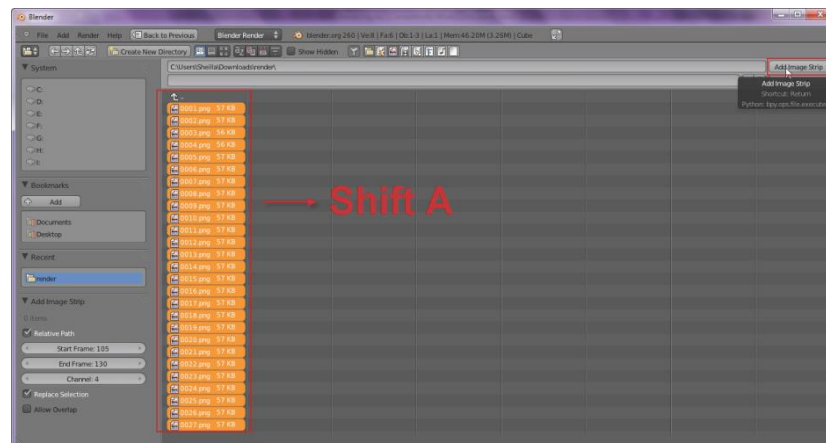 Blender
File Add Render Help Back to Previous Blender Render blender.org 260 | Ve:8 | Fa:6 | Ob:1-3 | La:1 | Mem:46.20M (3.26M) | Cube
Create New Directory Show Hidden
System
C:\Users\Sheilla\Downloads\render\ Add Image Strip
C:
D:
E:
F:
G:
H:
I:
Add Image Strip
Shortcut: Return
Python: bpy.ops.file.execute
..
0001.png 57 KB
0002.png 57 KB
0003.png 56 KB
0004.png 56 KB
0005.png 57 KB
0006.png 57 KB
0007.png 57 KB
0008.png 57 KB
0009.png 57 KB
0010.png 57 KB
0011.png 57 KB
0012.png 57 KB
0013.png 57 KB
0014.png 57 KB
0015.png 57 KB
0016.png 57 KB
0017.png 57 KB
0018.png 57 KB
0019.png 57 KB
0020.png 57 KB
0021.png 57 KB
0022.png 57 KB
0023.png 57 KB
0024.png 57 KB
0025.png 57 KB
0026.png 57 KB
0027.png 57 KB
Shift A
Bookmarks
Add
Documents
Desktop
Recent
render
Add Image Strip
0 items
Relative Path
Start Frame: 105
End Frame: 130
Channel: 4
Replace Selection
Allow Overlap